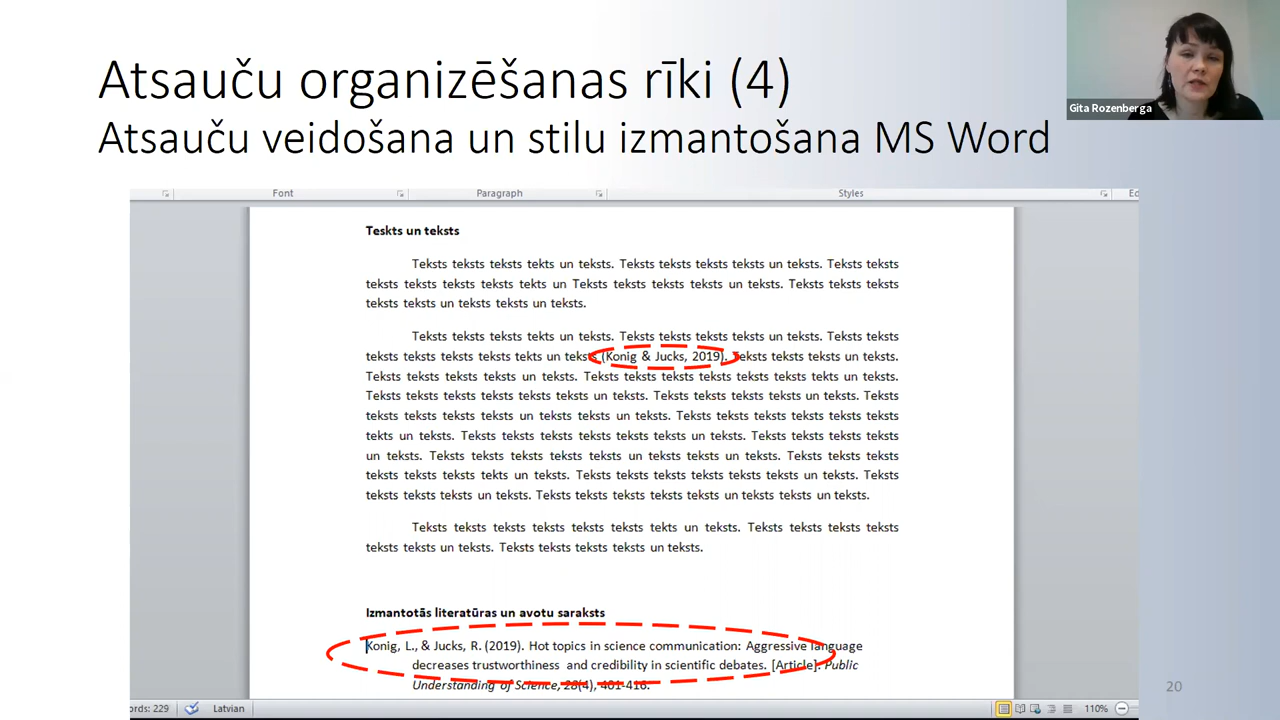 Atsauču organizēšanas rīki (4)
Atsauču veidošana un stilu izmantošana MS Word
Gita Rozenberga
Font Paragraph Styles
Teskts un teksts
Teksts teksts teksts tekts un teksts. Teksts teksts teksts teksts un teksts. Teksts teksts
teksts teksts teksts teksts tekts un Teksts teksts teksts teksts un teksts. Teksts teksts
teksts teksts un teksts teksts un teksts.
Teksts teksts teksts tekts un teksts. Teksts teksts teksts teksts un teksts. Teksts teksts
teksts teksts teksts teksts tekts un teksts (Konig & Jucks, 2019). Teksts teksts teksts un teksts.
Teksts teksts teksts teksts un teksts. Teksts teksts teksts teksts teksts teksts tekts un teksts.
Teksts teksts teksts teksts teksts teksts un teksts. Teksts teksts teksts teksts un teksts. Teksts
teksts teksts teksts teksts un teksts teksts un teksts. Teksts teksts teksts teksts teksts teksts
tekts un teksts. Teksts teksts teksts teksts teksts teksts un teksts. Teksts teksts teksts teksts
un teksts. Teksts teksts teksts teksts un teksts teksts un teksts. Teksts teksts teksts teksts
teksts teksts teksts tekts un teksts. Teksts teksts teksts teksts teksts teksts un teksts. Teksts
teksts teksts teksts un teksts. Teksts teksts teksts teksts teksts un teksts teksts un teksts.
Teksts teksts teksts teksts teksts teksts tekts un teksts. Teksts teksts teksts teksts
teksts teksts un teksts. Teksts teksts teksts teksts un teksts.
Izmantotās literatūras un avotu saraksts
Konig, L., & Jucks, R. (2019). Hot topics in science communication: Aggressive language
decreases trustworthiness and credibility in scientific debates. [Article]. Public
Understanding of Science, 28(4), 401-416.
20
ords: 229 Latvian 110%